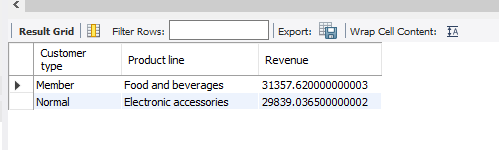 Result Grid Filter Rows: Export: Wrap Cell Content:
Customer type Product line Revenue
Member Food and beverages 31357.620000000003
Normal Electronic accessories 29839.036500000002